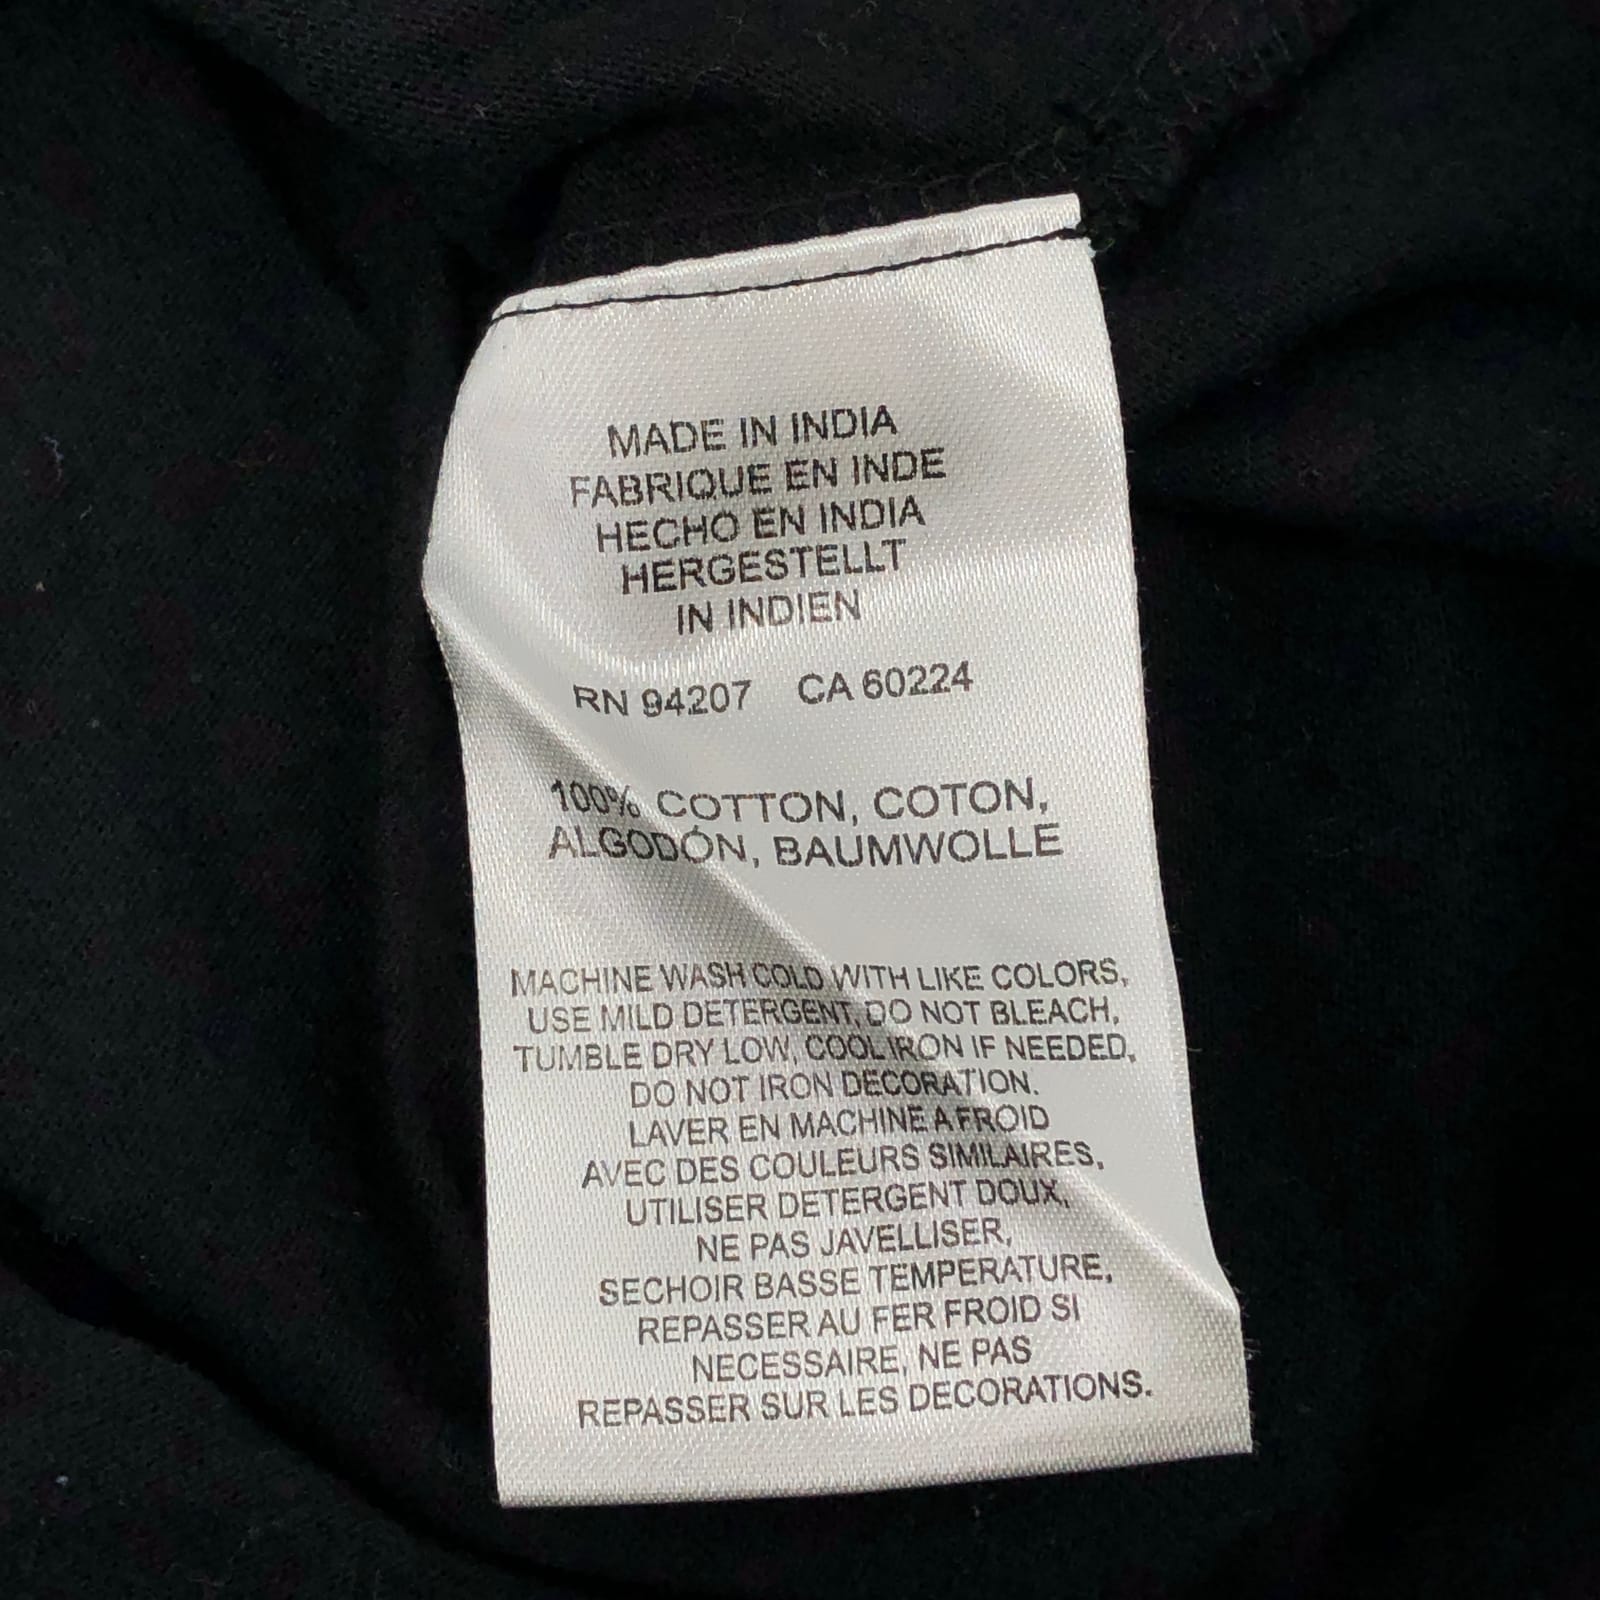 MADE IN INDIA
FABRIQUE EN INDE
HECHO EN INDIA
HERGESTELLT
IN INDIEN
RN 94207 CA 60224
100% COTTON, COTON,
ALGODÓN, BAUMWOLLE
MACHINE WASH COLD WITH LIKE COLORS,
USE MILD DETERGENT, DO NOT BLEACH,
TUMBLE DRY LOW, COOL IRON IF NEEDED,
DO NOT IRON DECORATION.
LAVER EN MACHINE A FROID
AVEC DES COULEURS SIMILAIRES,
UTILISER DETERGENT DOUX,
NE PAS JAVELLISER,
SECHOIR BASSE TEMPERATURE,
REPASSER AU FER FROID SI
NECESSAIRE, NE PAS
REPASSER SUR LES DECORATIONS.